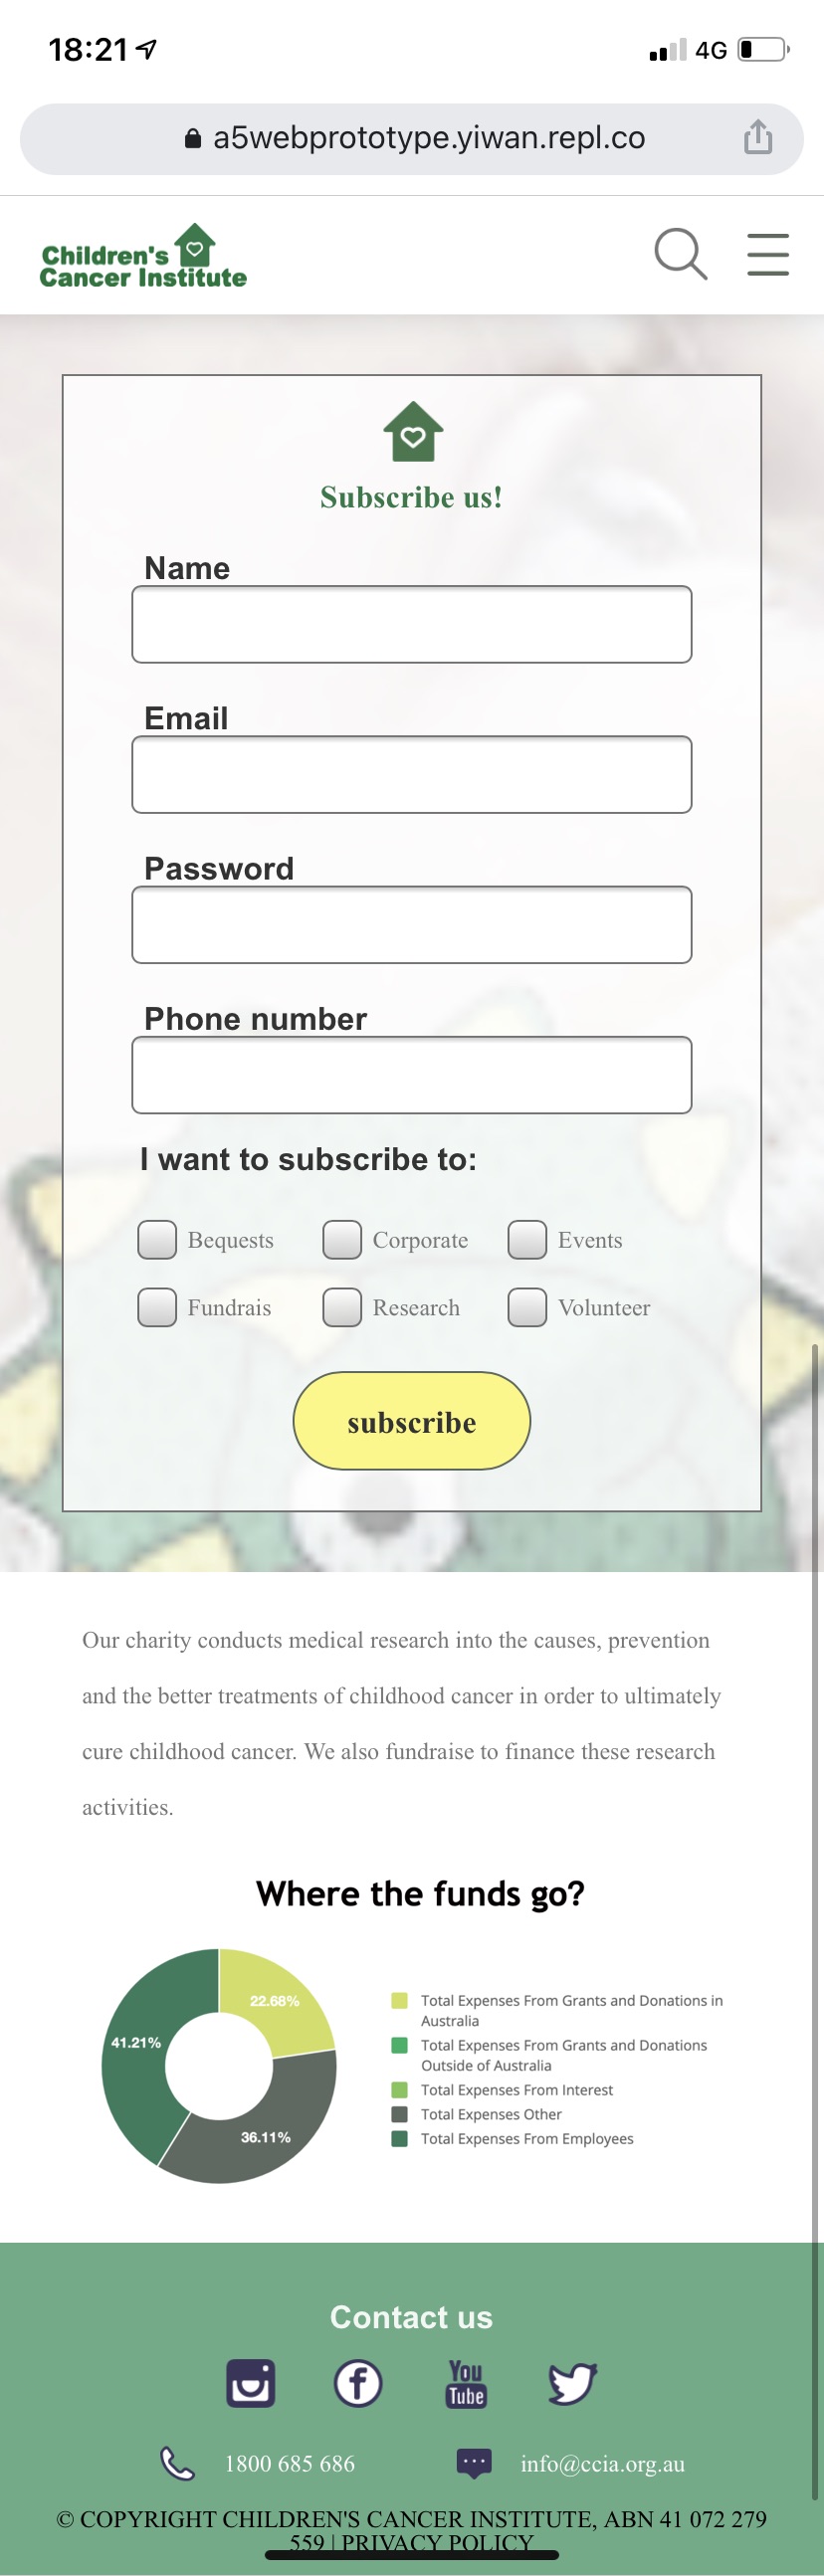 18:21
4G
a5webprototype.yiwan.repl.co
Children's
Cancer Institute
Subscribe us!
Name
Email
Password
Phone number
I want to subscribe to:
Bequests Corporate Events
Fundrais Research Volunteer
subscribe
Our charity conducts medical research into the causes, prevention
and the better treatments of childhood cancer in order to ultimately
cure childhood cancer. We also fundraise to finance these research
activities.
Where the funds go?
22.68%
41.21%
36.11%
Total Expenses From Grants and Donations in
Australia
Total Expenses From Grants and Donations
Outside of Australia
Total Expenses From Interest
Total Expenses Other
Total Expenses From Employees
Contact us
You
Tube
1800 685 686 info@ccia.org.au
© COPYRIGHT CHILDREN'S CANCER INSTITUTE, ABN 41 072 279
559 | PRIVACY POLICY